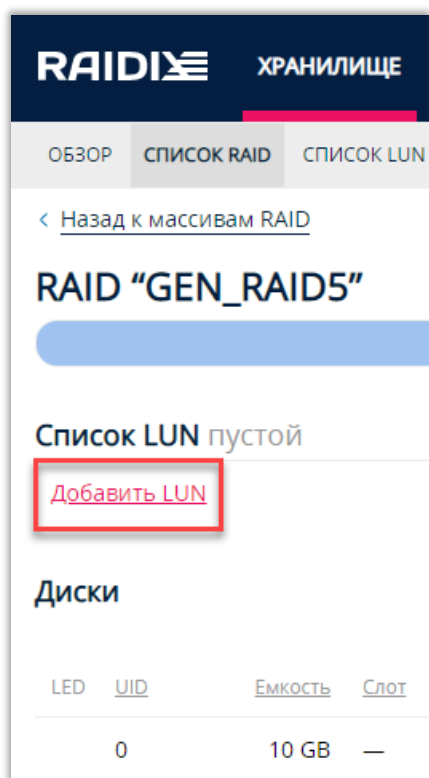 RAIDIX ХРАНИЛИЩЕ
ОБЗОР СПИСОК RAID СПИСОК LUN
< Назад к массивам RAID
RAID “GEN_RAID5”
Список LUN пустой
Добавить LUN
Диски
LED UID Емкость Слот
0 10 GB —